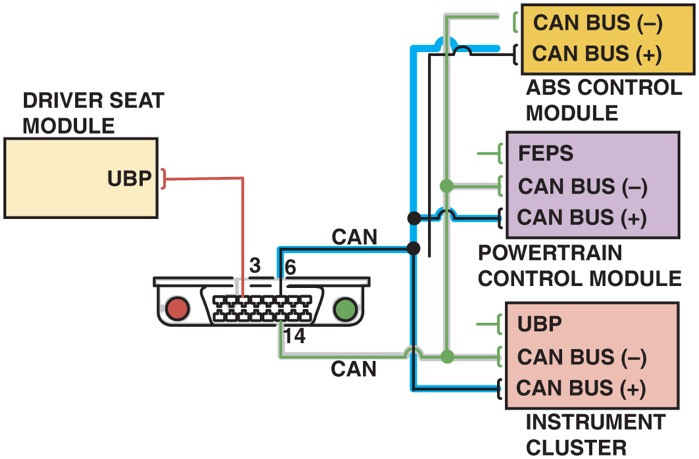 CAN BUS (–)
CAN BUS (+)
ABS CONTROL
MODULE
DRIVER SEAT
MODULE
UBP
FEPS
CAN BUS (–)
CAN BUS (+)
POWERTRAIN
CONTROL MODULE
CAN
3
6
14
CAN
UBP
CAN BUS (–)
CAN BUS (+)
INSTRUMENT
CLUSTER